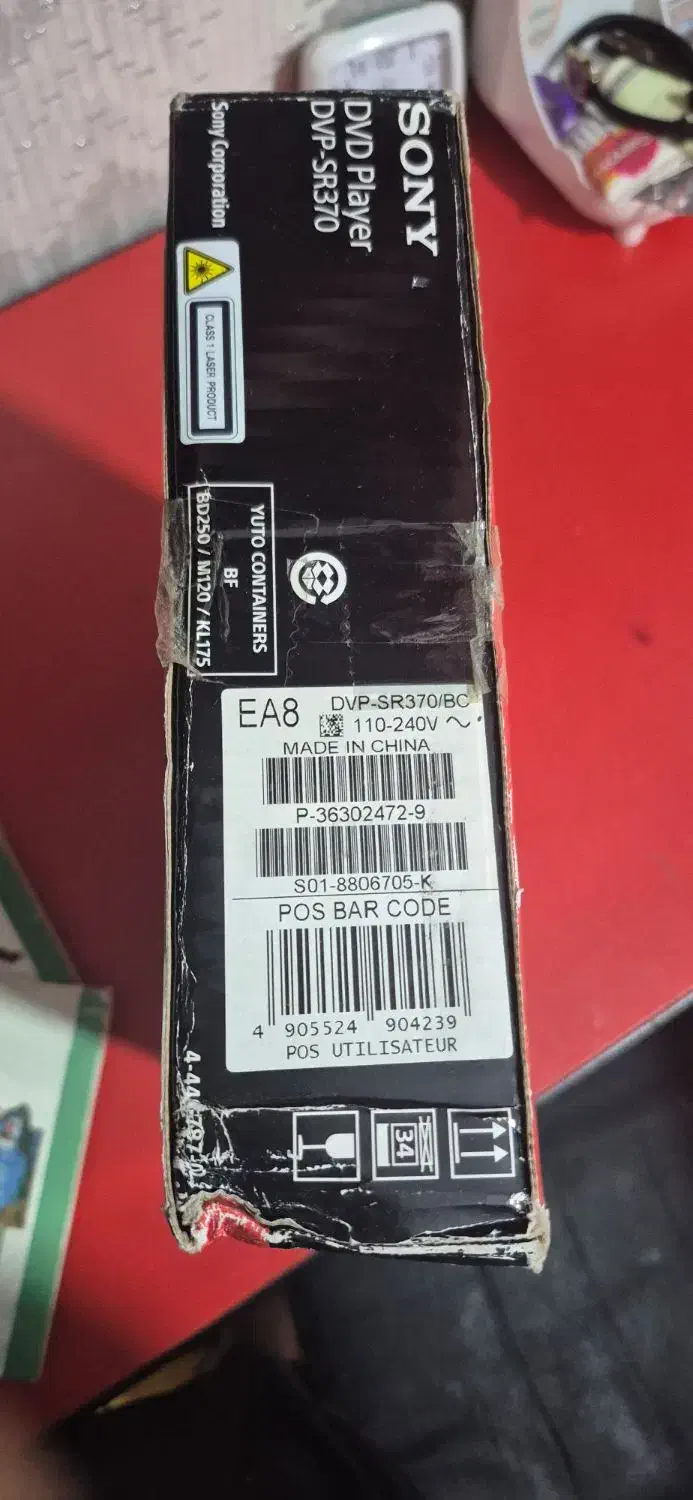 SONY
DVD Player
DVP-SR370
Sony Corporation
CLASS 1 LASER PRODUCT
YUTO CONTAINERS
BF
BD250 / M120 / KL175
EA8
DVP-SR370/BC
110-240V ~
MADE IN CHINA
P-36302472-9
S01-8806705-K
POS BAR CODE
4 905524 904239
POS UTILISATEUR
34